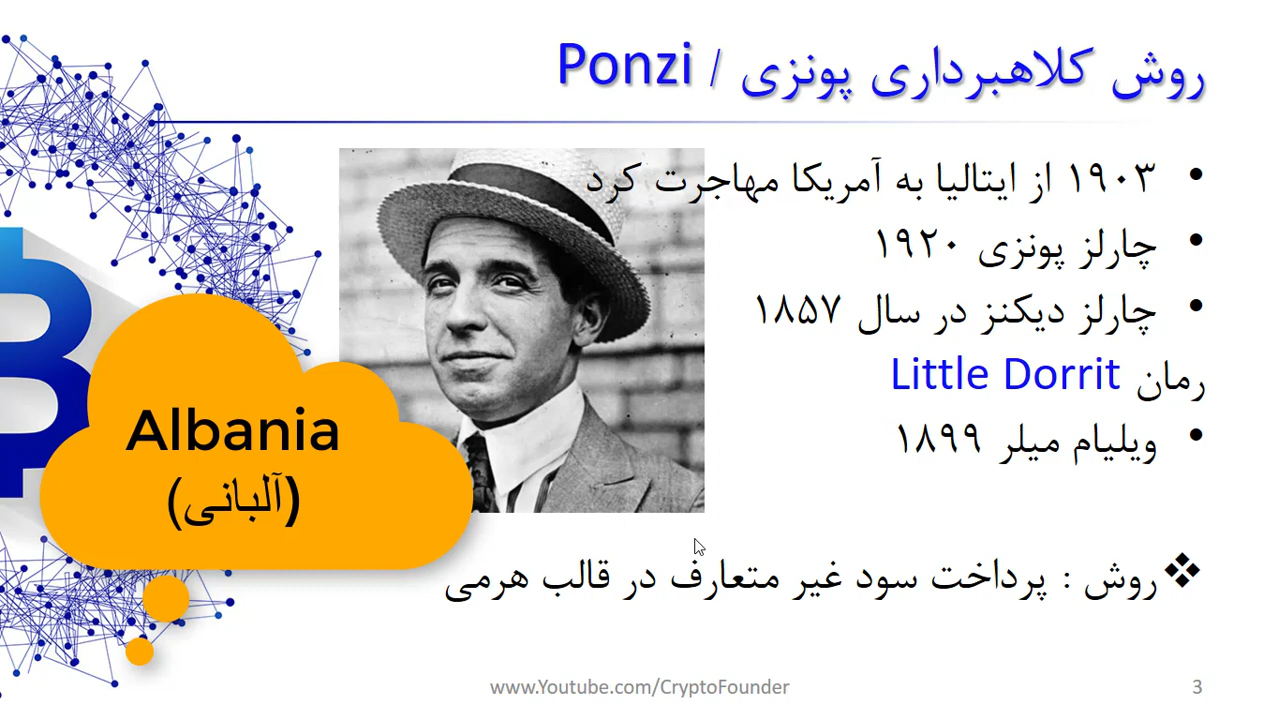 روش کلاهبرداری پونزی / Ponzi
• ۱۹۰۳ از ایتالیا به آمریکا مهاجرت کرد
• چارلز پونزی ۱۹۲۰
• چارلز دیکنز در سال ۱۸۵۷
رمان Little Dorrit
• ویلیام میلر ۱۸۹۹
Albania
(آلبانی)
❖ روش : پرداخت سود غیر متعارف در قالب هرمی
www.Youtube.com/CryptoFounder
3